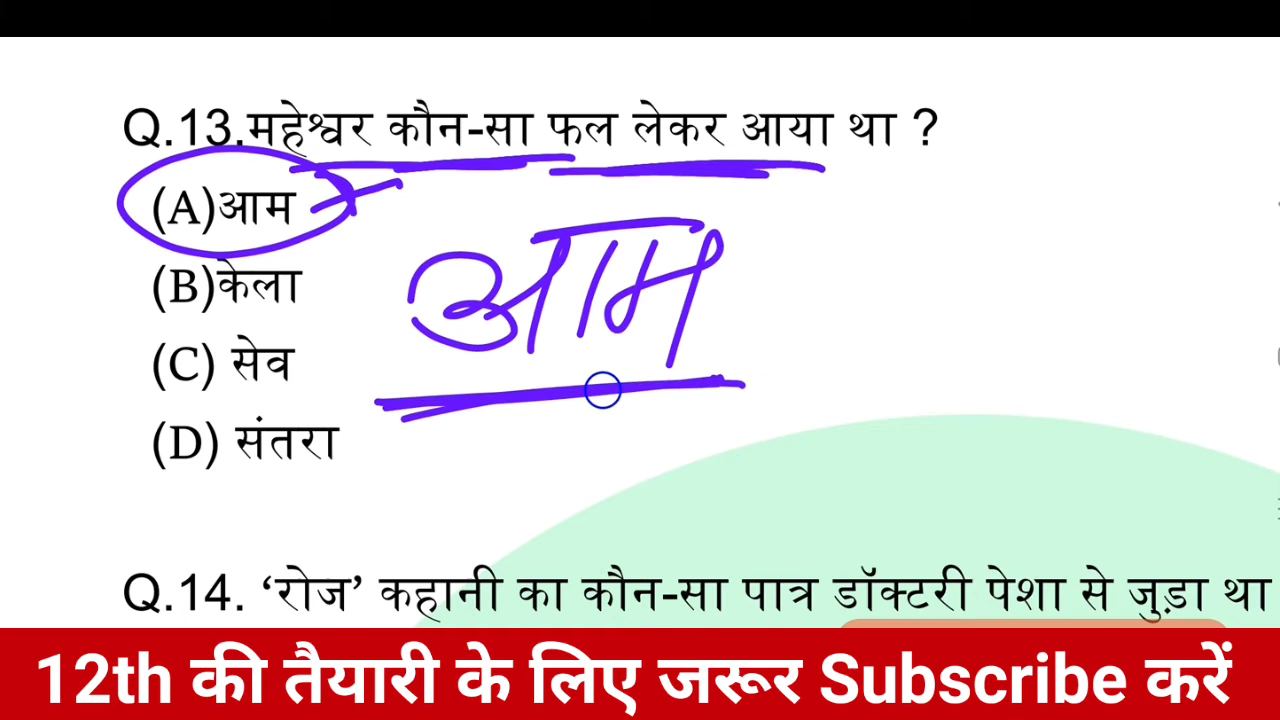 Q.13.महेश्वर कौन-सा फल लेकर आया था ?
(A)आम
आम
(B)केला
(C) सेव
(D) संतरा
Q.14. ‘रोज’ कहानी का कौन-सा पात्र डॉक्टरी पेशा से जुड़ा था
12th की तैयारी के लिए जरूर Subscribe करें